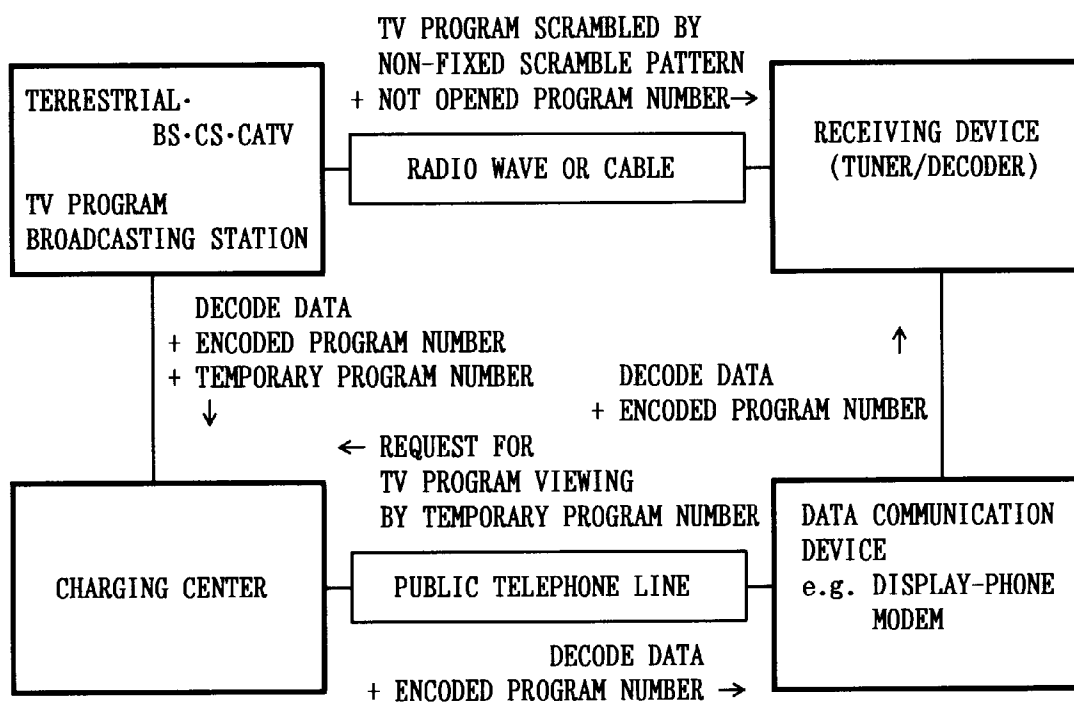 TV PROGRAM SCRAMBLED BY
NON-FIXED SCRAMBLE PATTERN
+ NOT OPENED PROGRAM NUMBER→
TERRESTRIAL·
BS·CS·CATV
TV PROGRAM
BROADCASTING STATION
RADIO WAVE OR CABLE
RECEIVING DEVICE
(TUNER/DECODER)
DECODE DATA
+ ENCODED PROGRAM NUMBER
+ TEMPORARY PROGRAM NUMBER
↓
↑
DECODE DATA
+ ENCODED PROGRAM NUMBER
← REQUEST FOR
TV PROGRAM VIEWING
BY TEMPORARY PROGRAM NUMBER
CHARGING CENTER
PUBLIC TELEPHONE LINE
DATA COMMUNICATION
DEVICE
e.g. DISPLAY-PHONE
MODEM
DECODE DATA
+ ENCODED PROGRAM NUMBER →